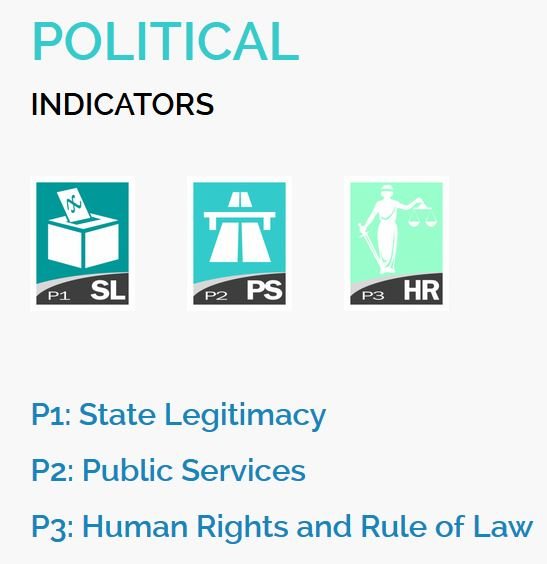 POLITICAL
INDICATORS
P1 SL
P2 PS
P3 HR
P1: State Legitimacy
P2: Public Services
P3: Human Rights and Rule of Law